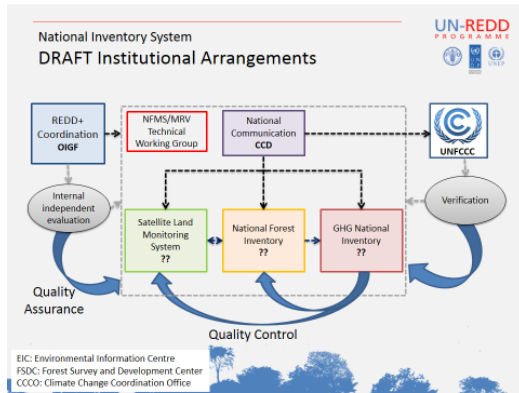 National Inventory System
DRAFT Institutional Arrangements
UN-REDD
PROGRAMME
UNEP
REDD+
Coordination
OIGF
NFMS/MRV
Technical
Working Group
National
Communication
CCD
UNFCCC
Internal
independent
evaluation
Verification
Satellite Land
Monitoring
System
??
National Forest
Inventory
??
GHG National
Inventory
??
Quality
Assurance
Quality Control
EIC: Environmental Information Centre
FSDC: Forest Survey and Development Center
CCCO: Climate Change Coordination Office